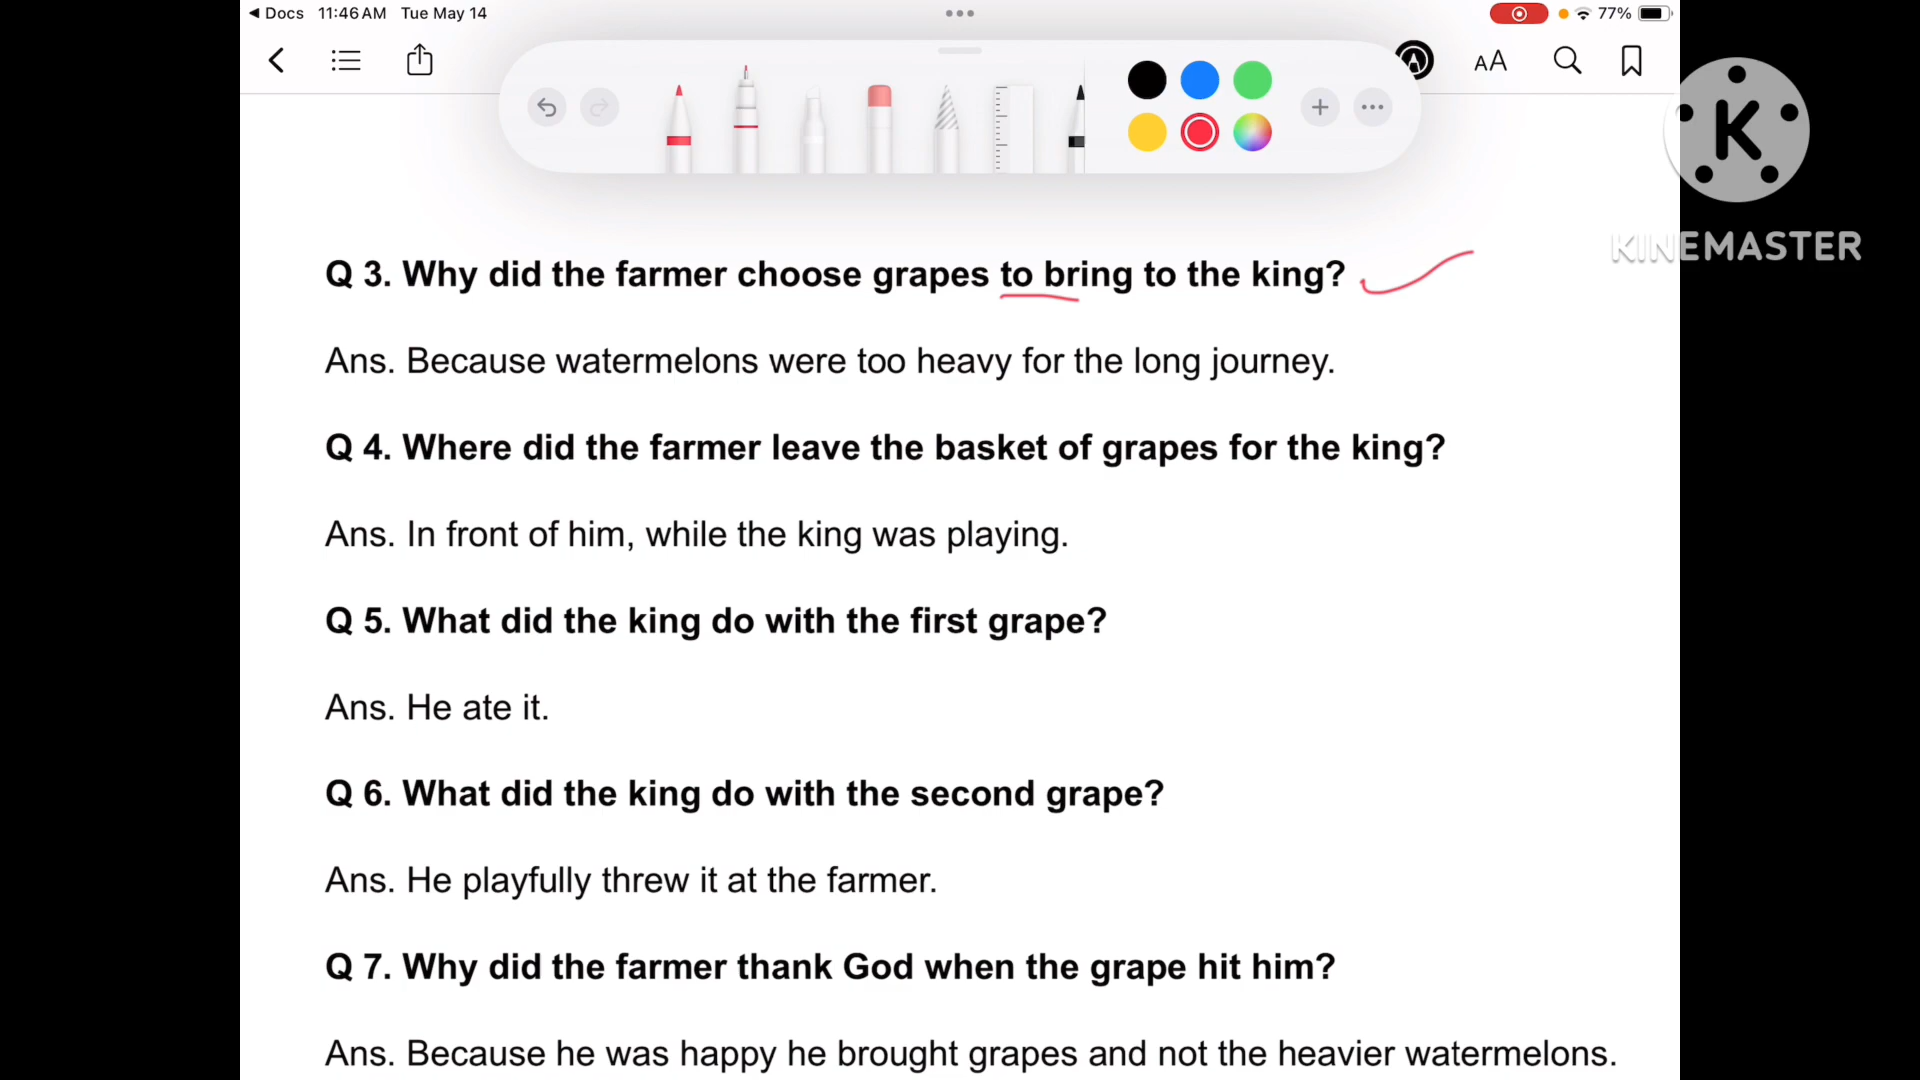 ◀ Docs 11:46 AM Tue May 14 77%
AA
K
KINEMASTER
Q 3. Why did the farmer choose grapes to bring to the king?
Ans. Because watermelons were too heavy for the long journey.
Q 4. Where did the farmer leave the basket of grapes for the king?
Ans. In front of him, while the king was playing.
Q 5. What did the king do with the first grape?
Ans. He ate it.
Q 6. What did the king do with the second grape?
Ans. He playfully threw it at the farmer.
Q 7. Why did the farmer thank God when the grape hit him?
Ans. Because he was happy he brought grapes and not the heavier watermelons.